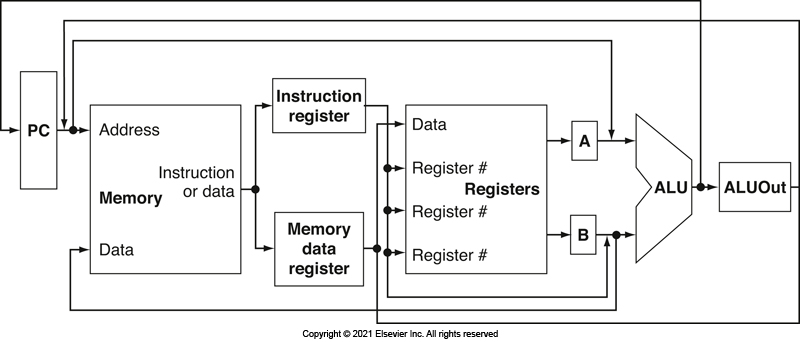 PC
Address
Instruction
or data
Memory
Data
Instruction
register
Memory
data
register
Data
Register #
Registers
Register #
Register #
A
B
ALU
ALUOut
Copyright © 2021 Elsevier Inc. All rights reserved